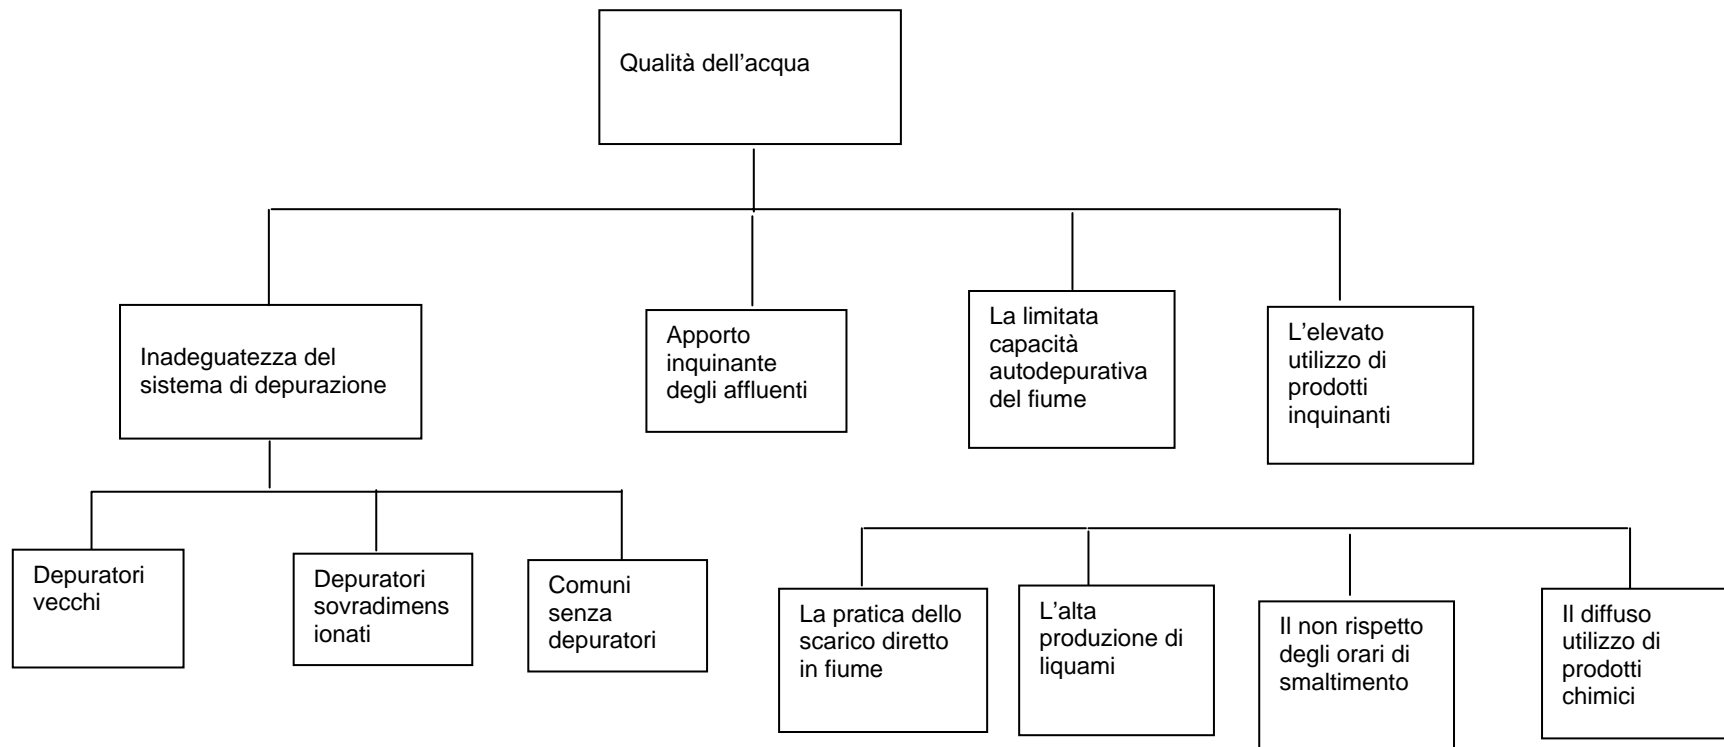 Qualità dell’acqua
Inadeguatezza del
sistema di depurazione
Apporto
inquinante
degli affluenti
La limitata
capacità
autodepurativa
del fiume
L’elevato
utilizzo di
prodotti
inquinanti
Depuratori
vecchi
Depuratori
sovradimens
ionati
Comuni
senza
depuratori
La pratica dello
scarico diretto
in fiume
L’alta
produzione di
liquami
Il non rispetto
degli orari di
smaltimento
Il diffuso
utilizzo di
prodotti
chimici